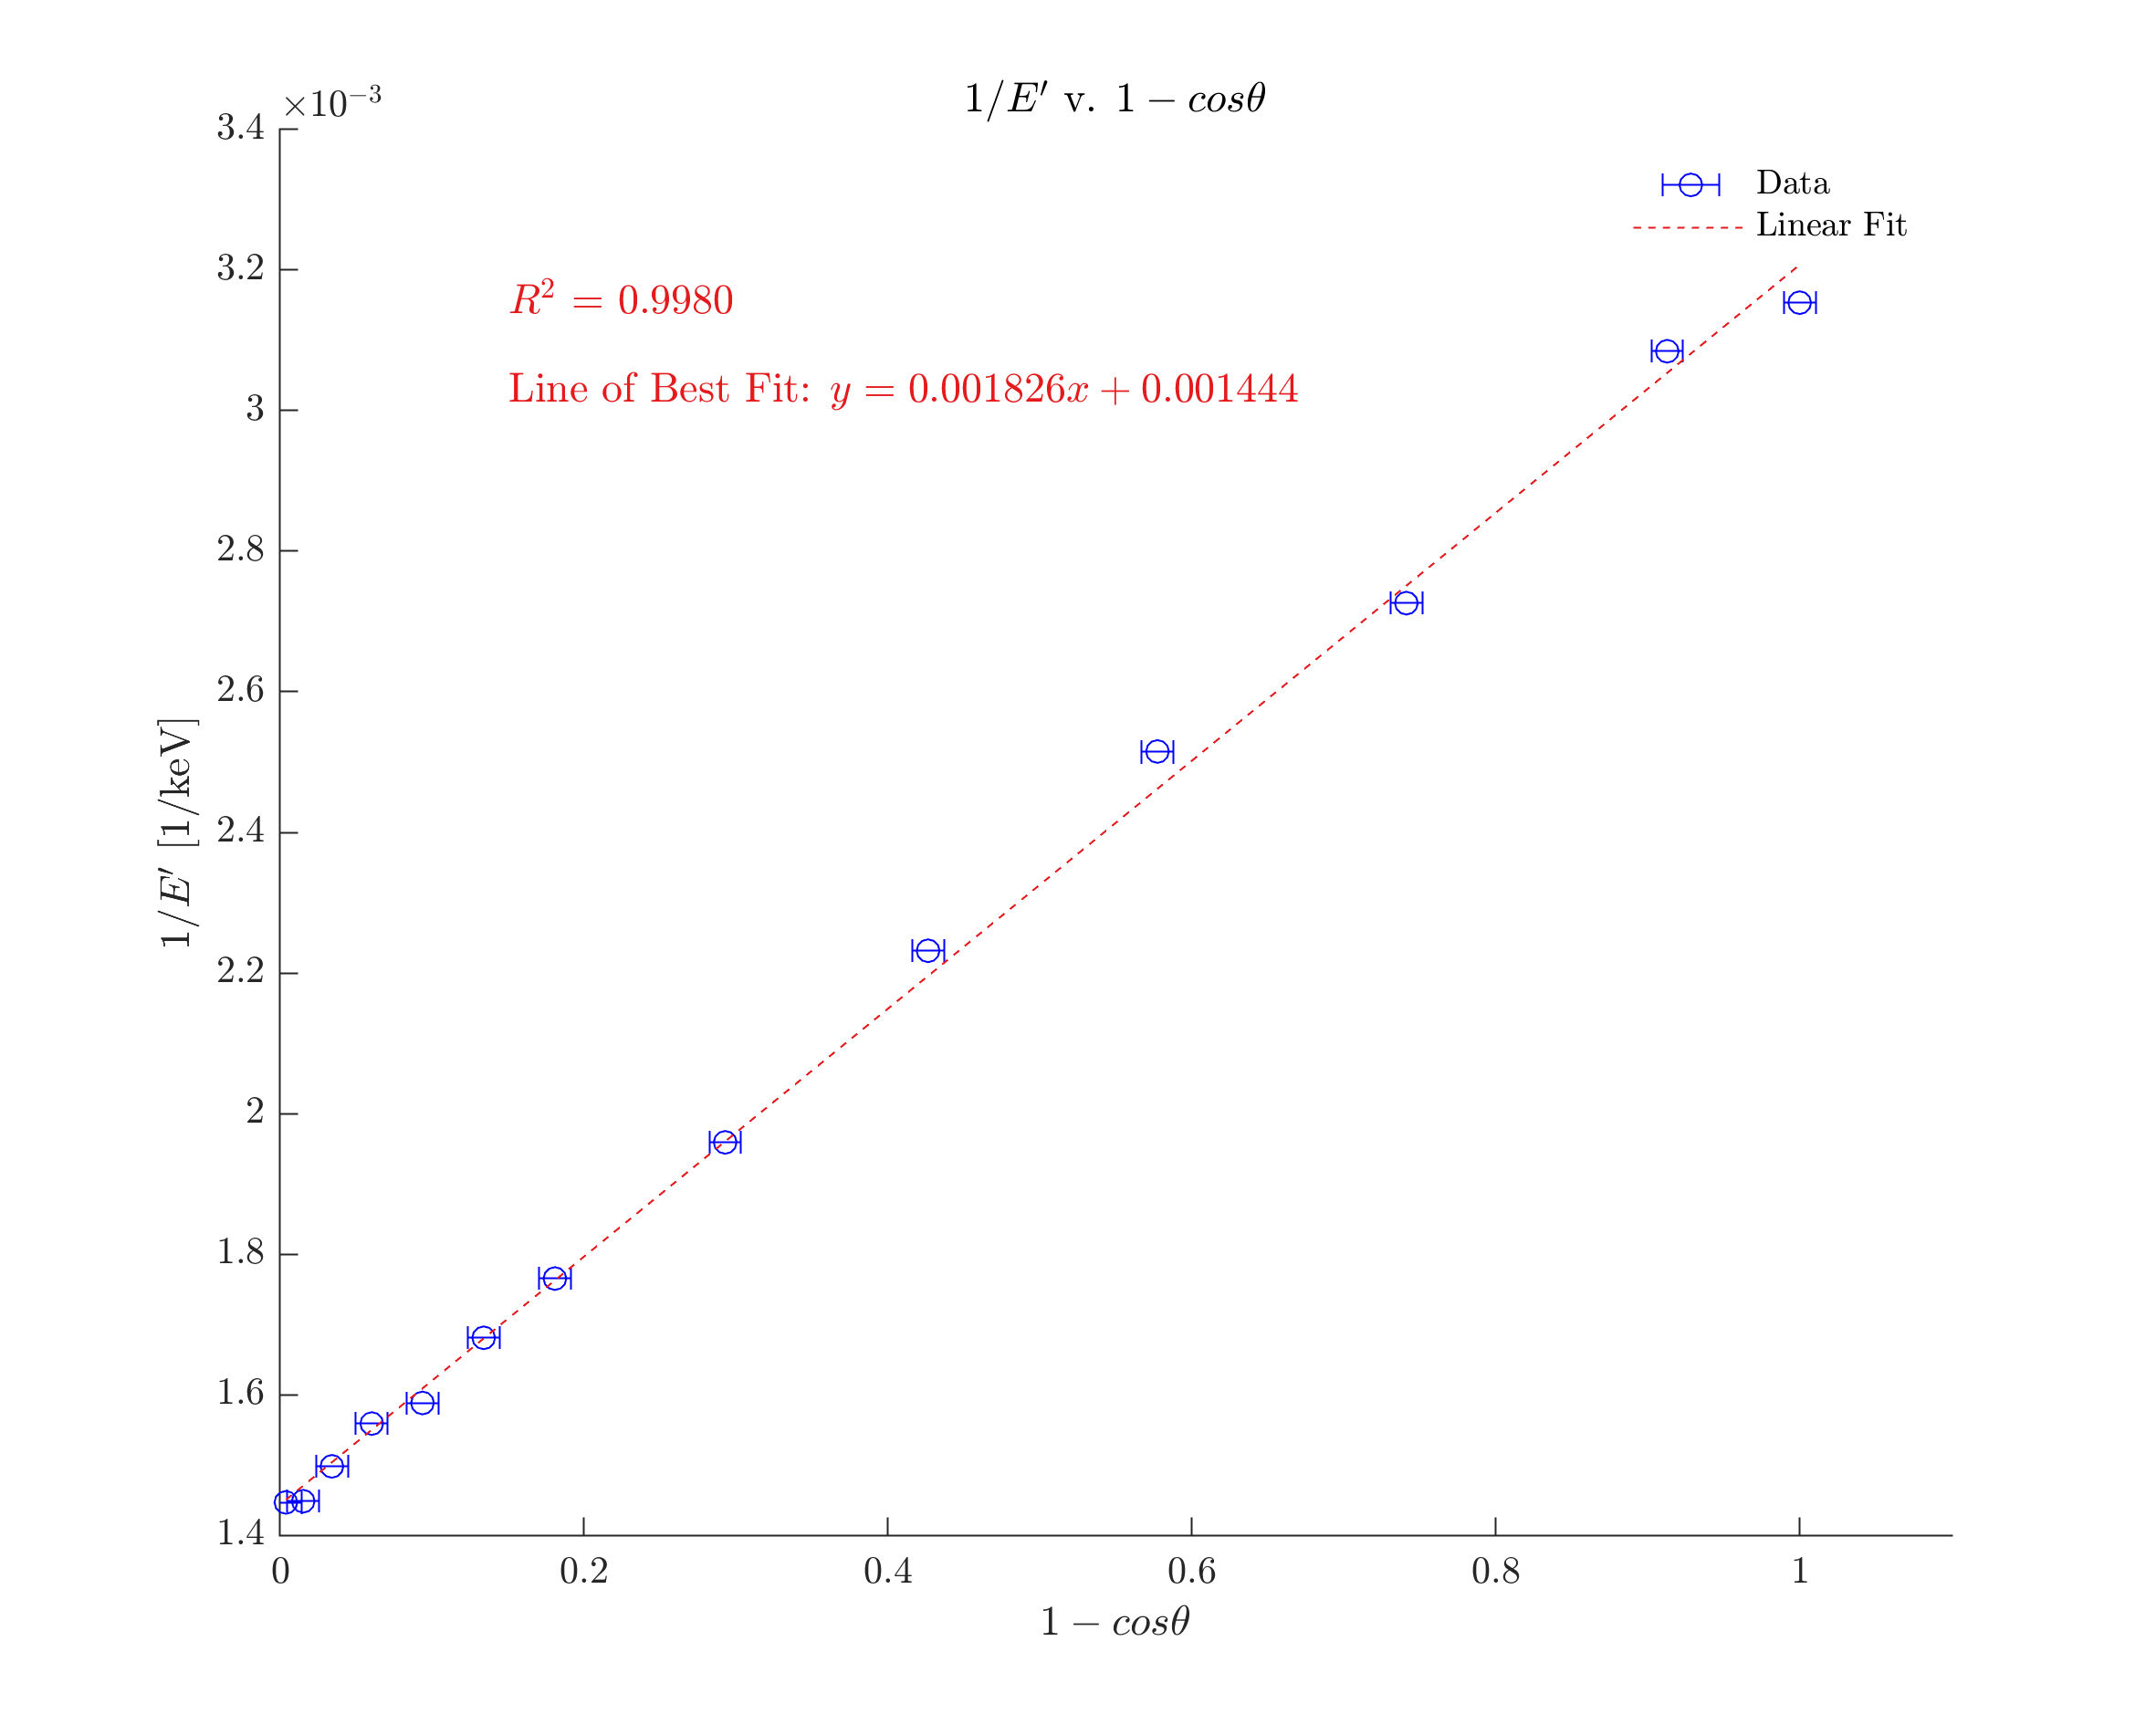 1/E′ v. 1 − cosθ
×10⁻³
3.4
3.2
3
2.8
2.6
2.4
2.2
2
1.8
1.6
1.4
1/E′ [1/keV]
Data
Linear Fit
R² = 0.9980
Line of Best Fit: y = 0.001826x + 0.001444
0 0.2 0.4 0.6 0.8 1
1 − cosθ